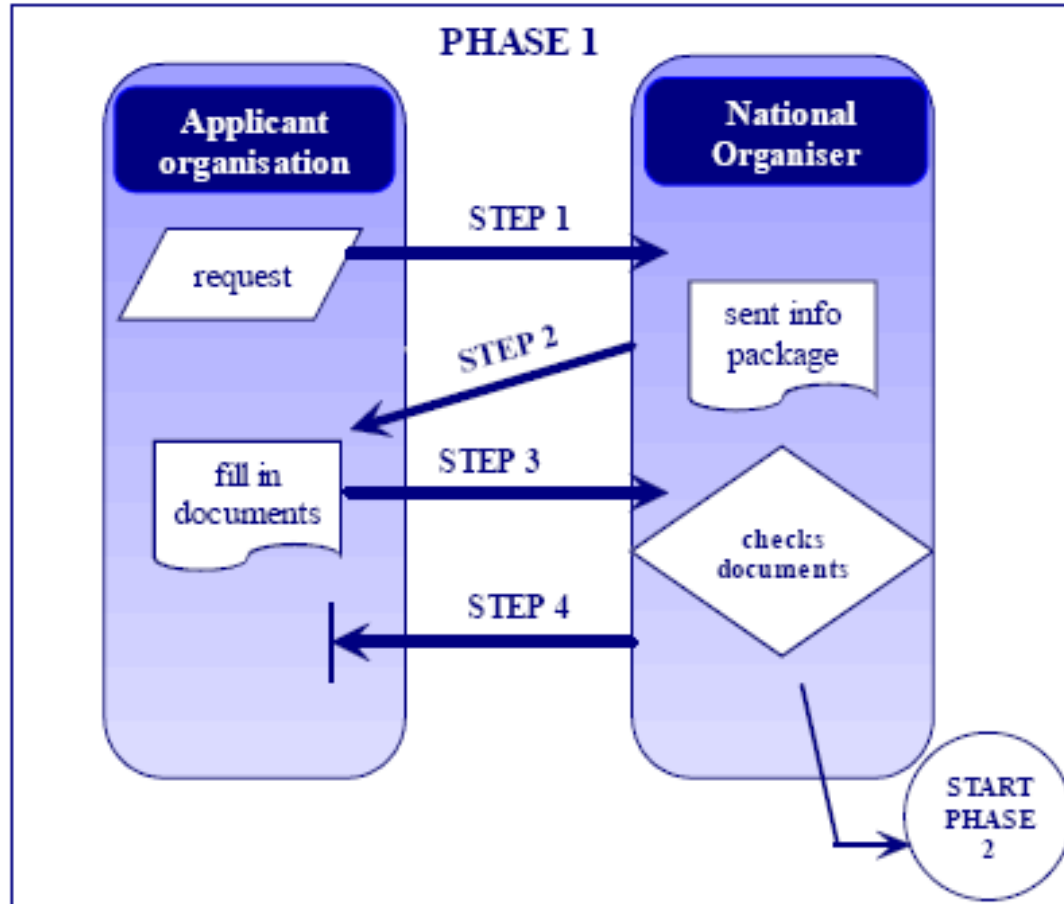 PHASE 1
Applicant
organisation
National
Organiser
STEP 1
request
sent info
package
STEP 2
fill in
documents
STEP 3
checks
documents
STEP 4
START
PHASE
2